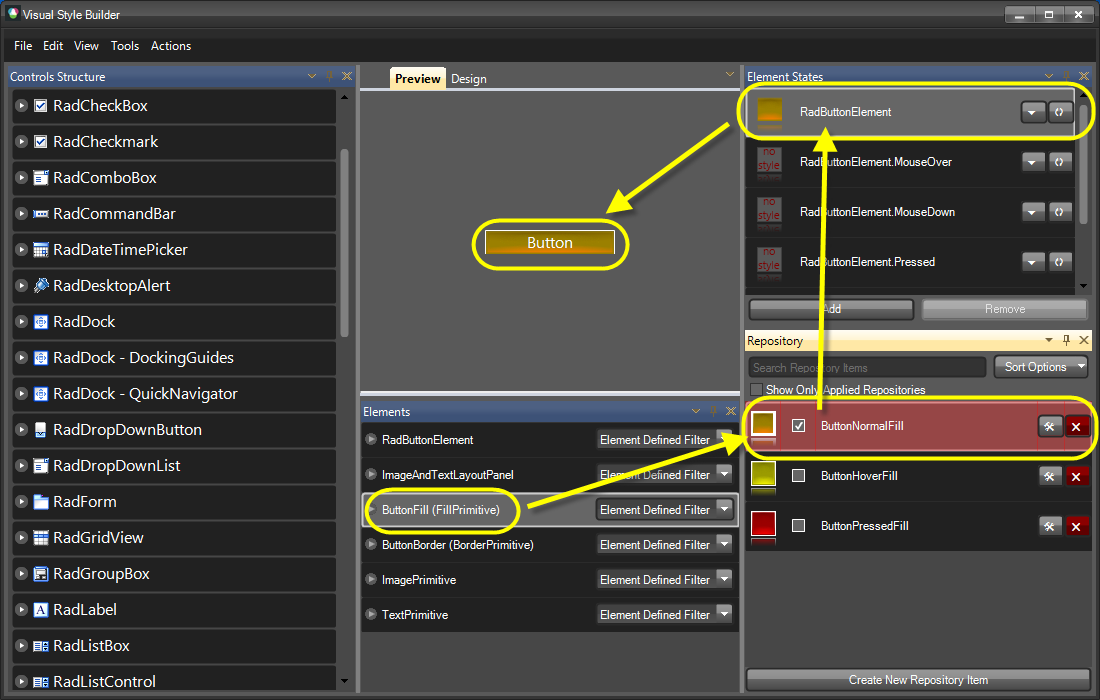 Visual Style Builder
File Edit View Tools Actions
Controls Structure
RadCheckBox
RadCheckmark
RadComboBox
RadCommandBar
RadDateTimePicker
RadDesktopAlert
RadDock
RadDock - DockingGuides
RadDock - QuickNavigator
RadDropDownButton
RadDropDownList
RadForm
RadGridView
RadGroupBox
RadLabel
RadListBox
RadListControl
Preview Design
Button
Elements
RadButtonElement Element Defined Filter
ImageAndTextLayoutPanel Element Defined Filter
ButtonFill (FillPrimitive) Element Defined Filter
ButtonBorder (BorderPrimitive) Element Defined Filter
ImagePrimitive Element Defined Filter
TextPrimitive Element Defined Filter
Element States
RadButtonElement
no style RadButtonElement.MouseOver
no style RadButtonElement.MouseDown
no style RadButtonElement.Pressed
Add Remove
Repository
Search Repository Items Sort Options
Show Only Applied Repositories
ButtonNormalFill
ButtonHoverFill
ButtonPressedFill
Create New Repository Item